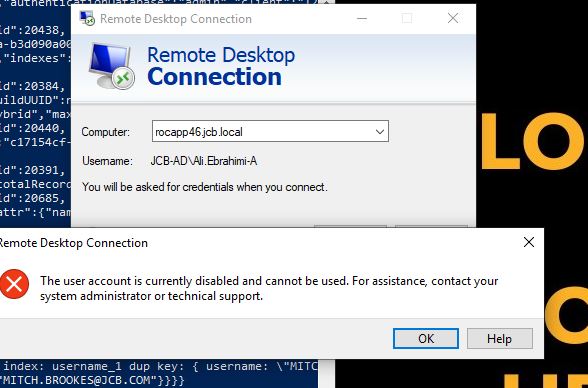 ,"authenticationDatabase":"admin","client":"12
Remote Desktop Connection
id":20438,
a-b3d090a00
,"indexes":
id":20384,
uildUUID":n
ybrid","max
id":20440,
"c17154cf-
id":20391,
totalRecord
id":20685,
attr":{"nam
Remote Desktop
Connection
Computer:
rocapp46.jcb.local
Username:
JCB-AD\Ali.Ebrahimi-A
You will be asked for credentials when you connect.
LO
Remote Desktop Connection
The user account is currently disabled and cannot be used. For assistance, contact your
system administrator or technical support.
OK
Help
index: username_1 dup key: { username: \"MITC
"MITCH.BROOKES@JCB.COM"}}}}